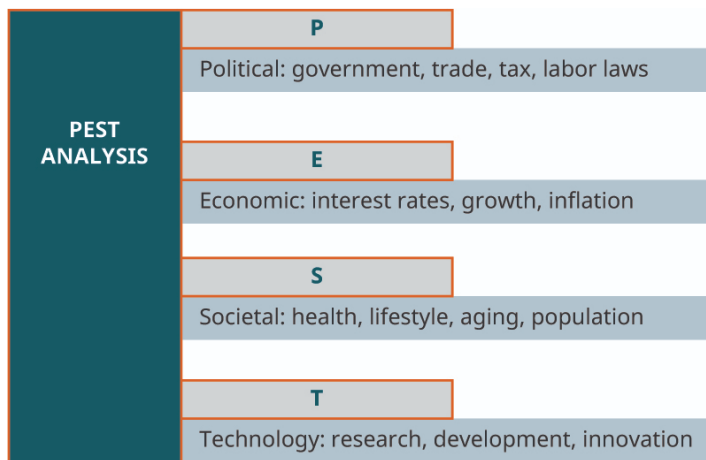 PEST
ANALYSIS
P
Political: government, trade, tax, labor laws
E
Economic: interest rates, growth, inflation
S
Societal: health, lifestyle, aging, population
T
Technology: research, development, innovation